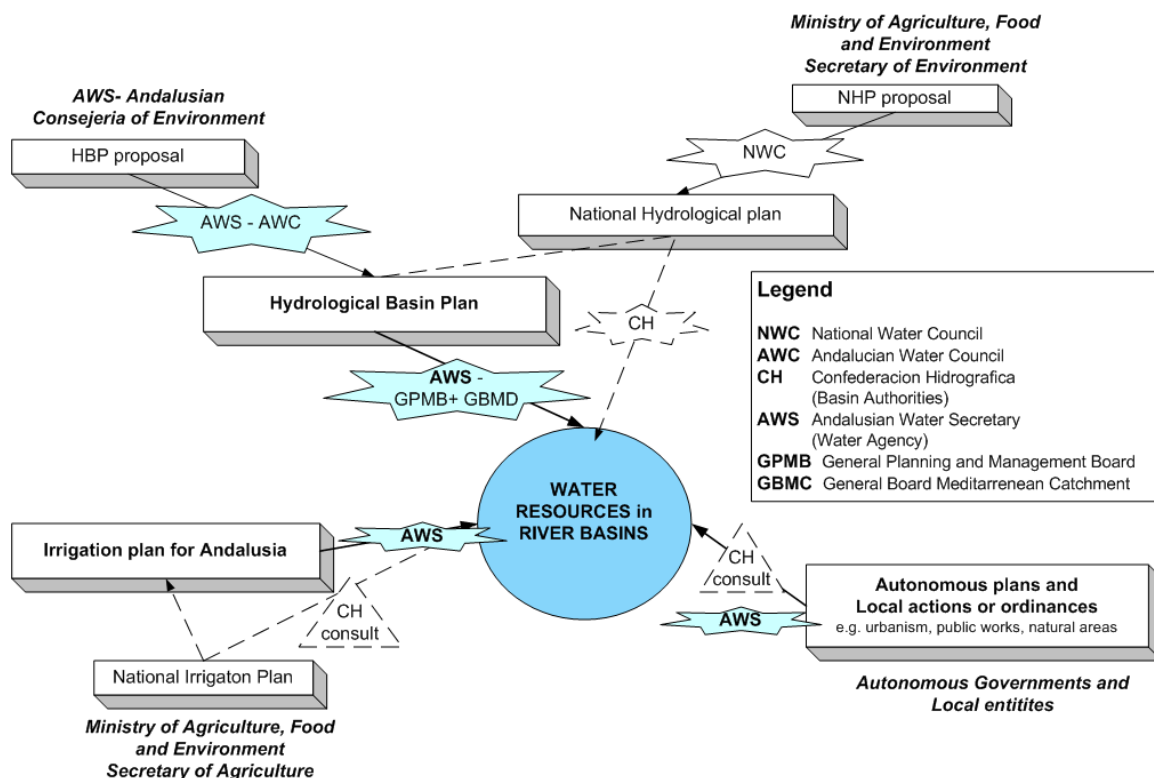 Ministry of Agriculture, Food
and Environment
Secretary of Environment
NHP proposal
AWS- Andalusian
Consejeria of Environment
HBP proposal
NWC
AWS - AWC
National Hydrological plan
Hydrological Basin Plan
CH
AWS -
GPMB+ GBMD
Legend
NWC National Water Council
AWC Andalucian Water Council
CH Confederacion Hidrografica
(Basin Authorities)
AWS Andalusian Water Secretary
(Water Agency)
GPMB General Planning and Management Board
GBMC General Board Meditarrenean Catchment
WATER
RESOURCES in
RIVER BASINS
Irrigation plan for Andalusia
AWS
CH
consult
National Irrigaton Plan
Ministry of Agriculture, Food
and Environment
Secretary of Agriculture
CH
consult
AWS
Autonomous plans and
Local actions or ordinances
e.g. urbanism, public works, natural areas
Autonomous Governments and
Local entitites